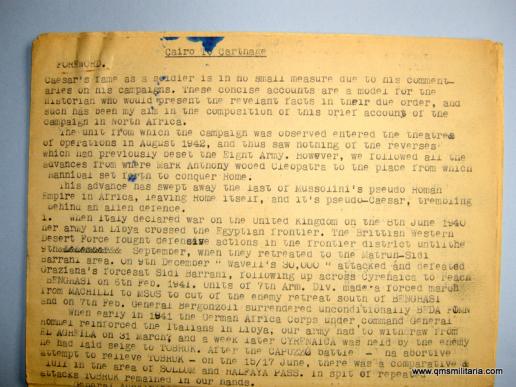 Cairo to Carthage
FOREWORD.
Caesar's fame as a soldier is in no small measure due to his comment-
aries on his campaigns. These concise accounts are a model for the
historian who would present the revelant facts in their due order, and
such has been my aim in the composition of this brief account of the
campaign in North Africa.
The unit from which the campaign was observed entered the theatre
of operations in August 1942, and thus saw nothing of the reverses
which had previously beset the Eight Army. However, we followed all the
advances from where Mark Anthony wooed Cleopatra to the place from which
Hannibal set forth to conquer Rome.
This advance has swept away the last of Mussolini's pseudo Roman
Empire in Africa, leaving Rome itself, and it's pseudo-Caesar, trembling
behind an alien defence.
1. When Italy declared war on the United Kingdom on the 8th June 1940
her army in Libya crossed the Egyptian frontier. The Brittish Western
Desert Force fought defensive actions in the frontier district until the
9th September, when they retreated to the Matruh-Sidi
Barrani area. On 9th December " Wavell's 30,000 " attacked and defeated
Graziana's forces at Sidi Barrani, following up across Cyrenaica to reach
BENGHASI on 6th Feb. 1941. Units of 7th Arm. Div. made a forced march
from MACHILI to MSUS to cut of the enemy retreat south of BENGHASI
and on 7th Feb. General Bergonzoli surrendered unconditionally BEDA FOMM
When early in 1941 the German Africa Corps under command General
Rommel reinforced the Italians in Libya, our army had to withdraw from
EL AGHEILA on 31 March, and a week later CYRENAICA was held by the enemy
he had laid seige to TOBRUK. After the CAPUZZO battle - an abortive
attempt to relieve TOBRUK - on the 15/17 June, there was a comparative
lull in the area of SOLLUM and HALFAYA PASS. In spit of repeated
attacks TOBRUK remained in our hands.
www.qmsmilitaria.com